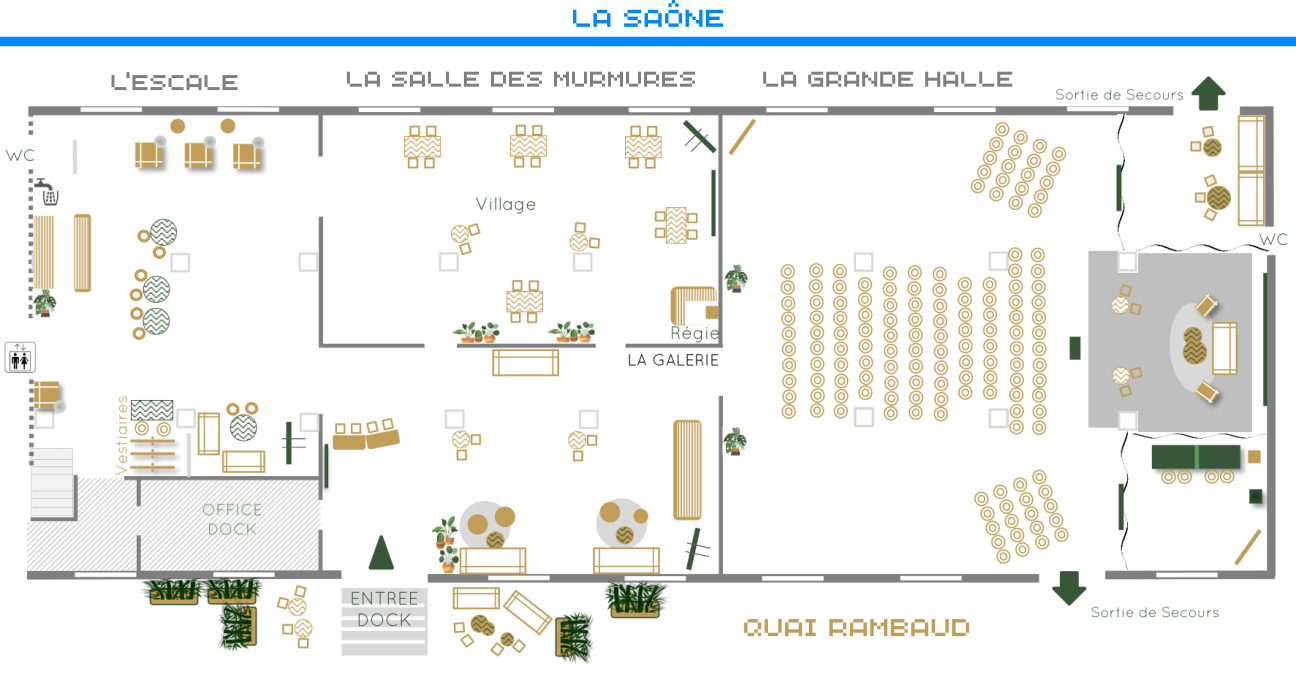 LA SAÔNE
L'ESCALE
LA SALLE DES MURMURES
LA GRANDE HALLE
Sortie de Secours
WC
Village
WC
Régie
LA GALERIE
Vestiaires
OFFICE
DOCK
ENTREE
DOCK
QUAI RAMBAUD
Sortie de Secours